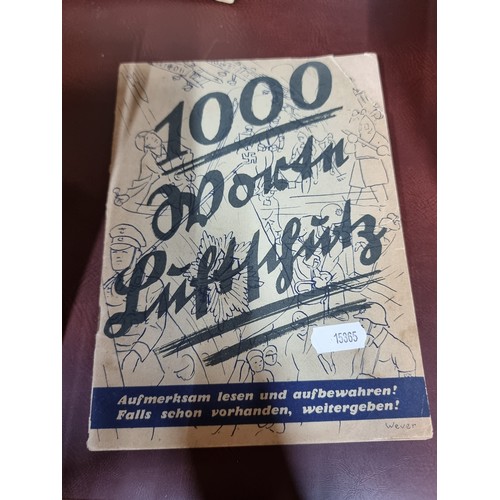 1000
Worte
Luftschutz
15365
Aufmerksam lesen und aufbewahren!
Falls schon vorhanden, weitergeben!
Wever